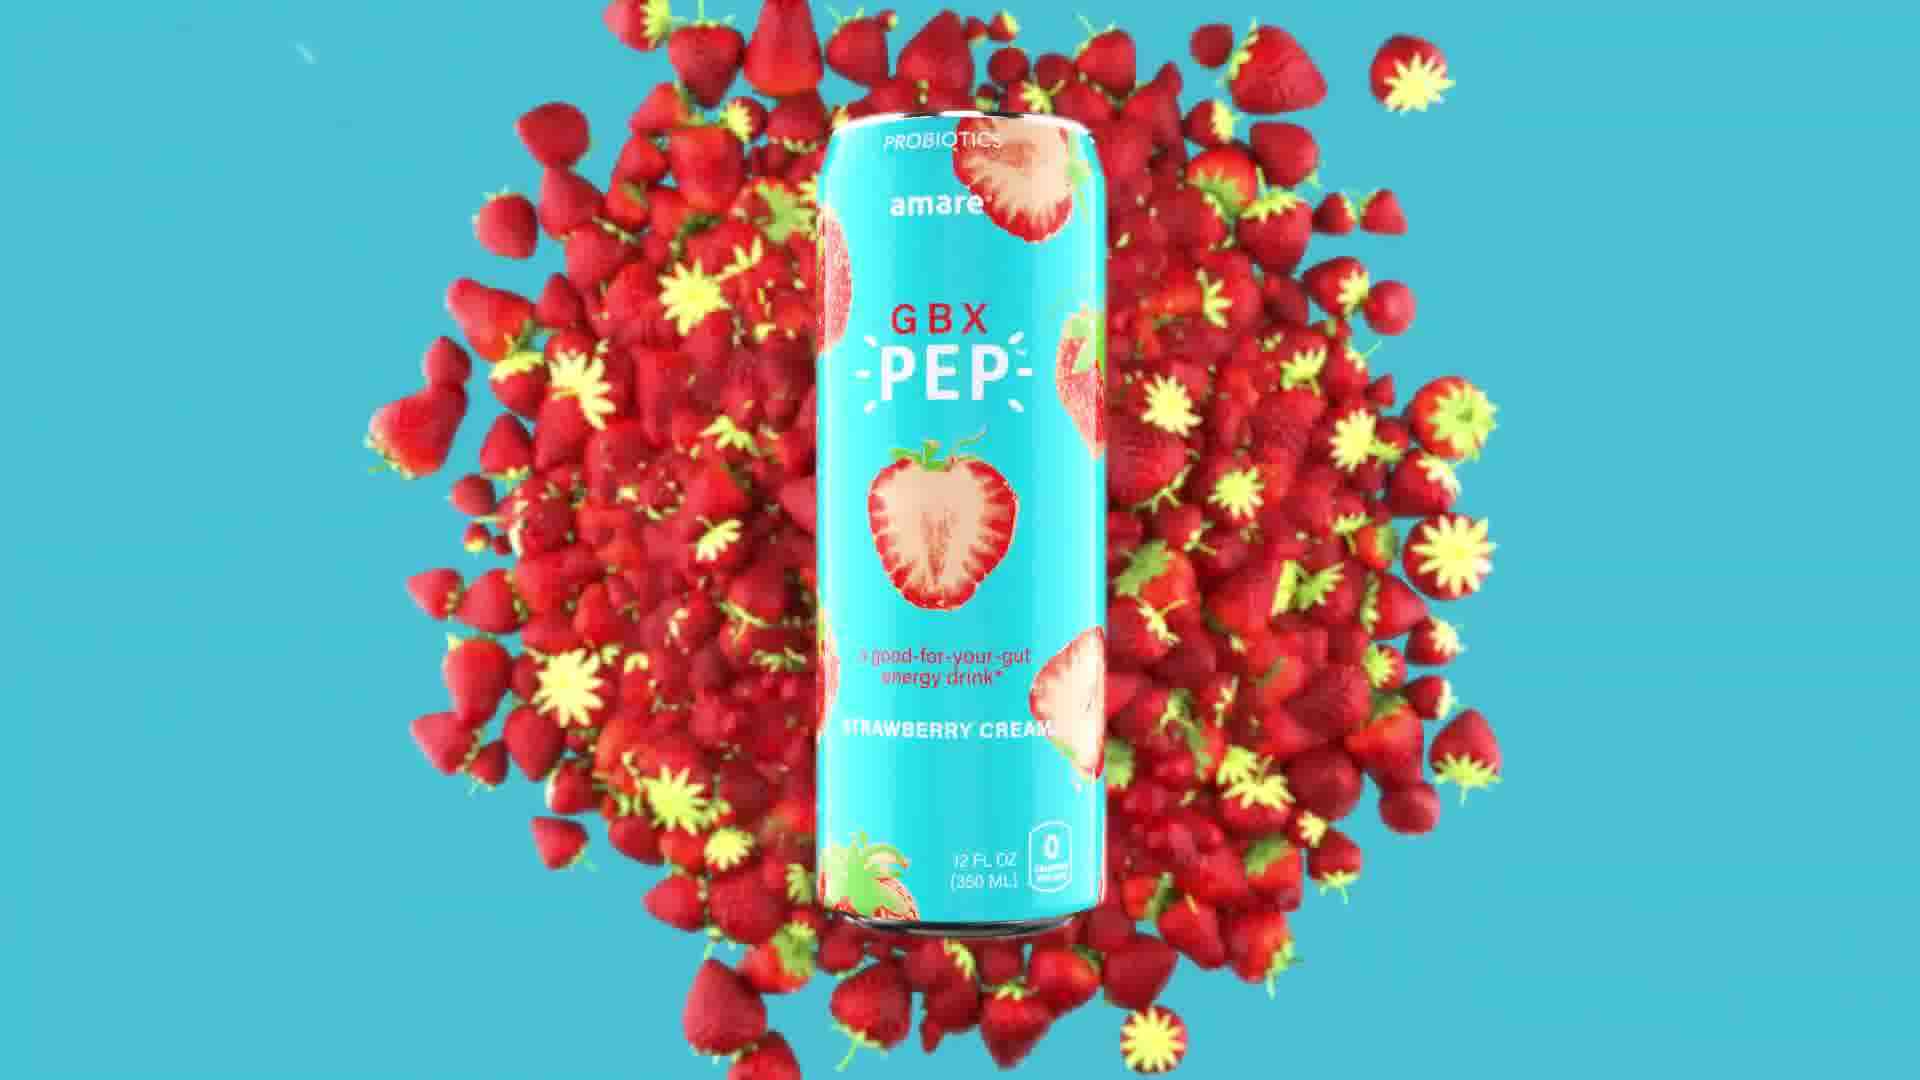 PROBIOTICS
amare
GBX
PEP
a good-for-your-gut
energy drink*
STRAWBERRY CREAM
12 FL OZ
(350 ML)
0